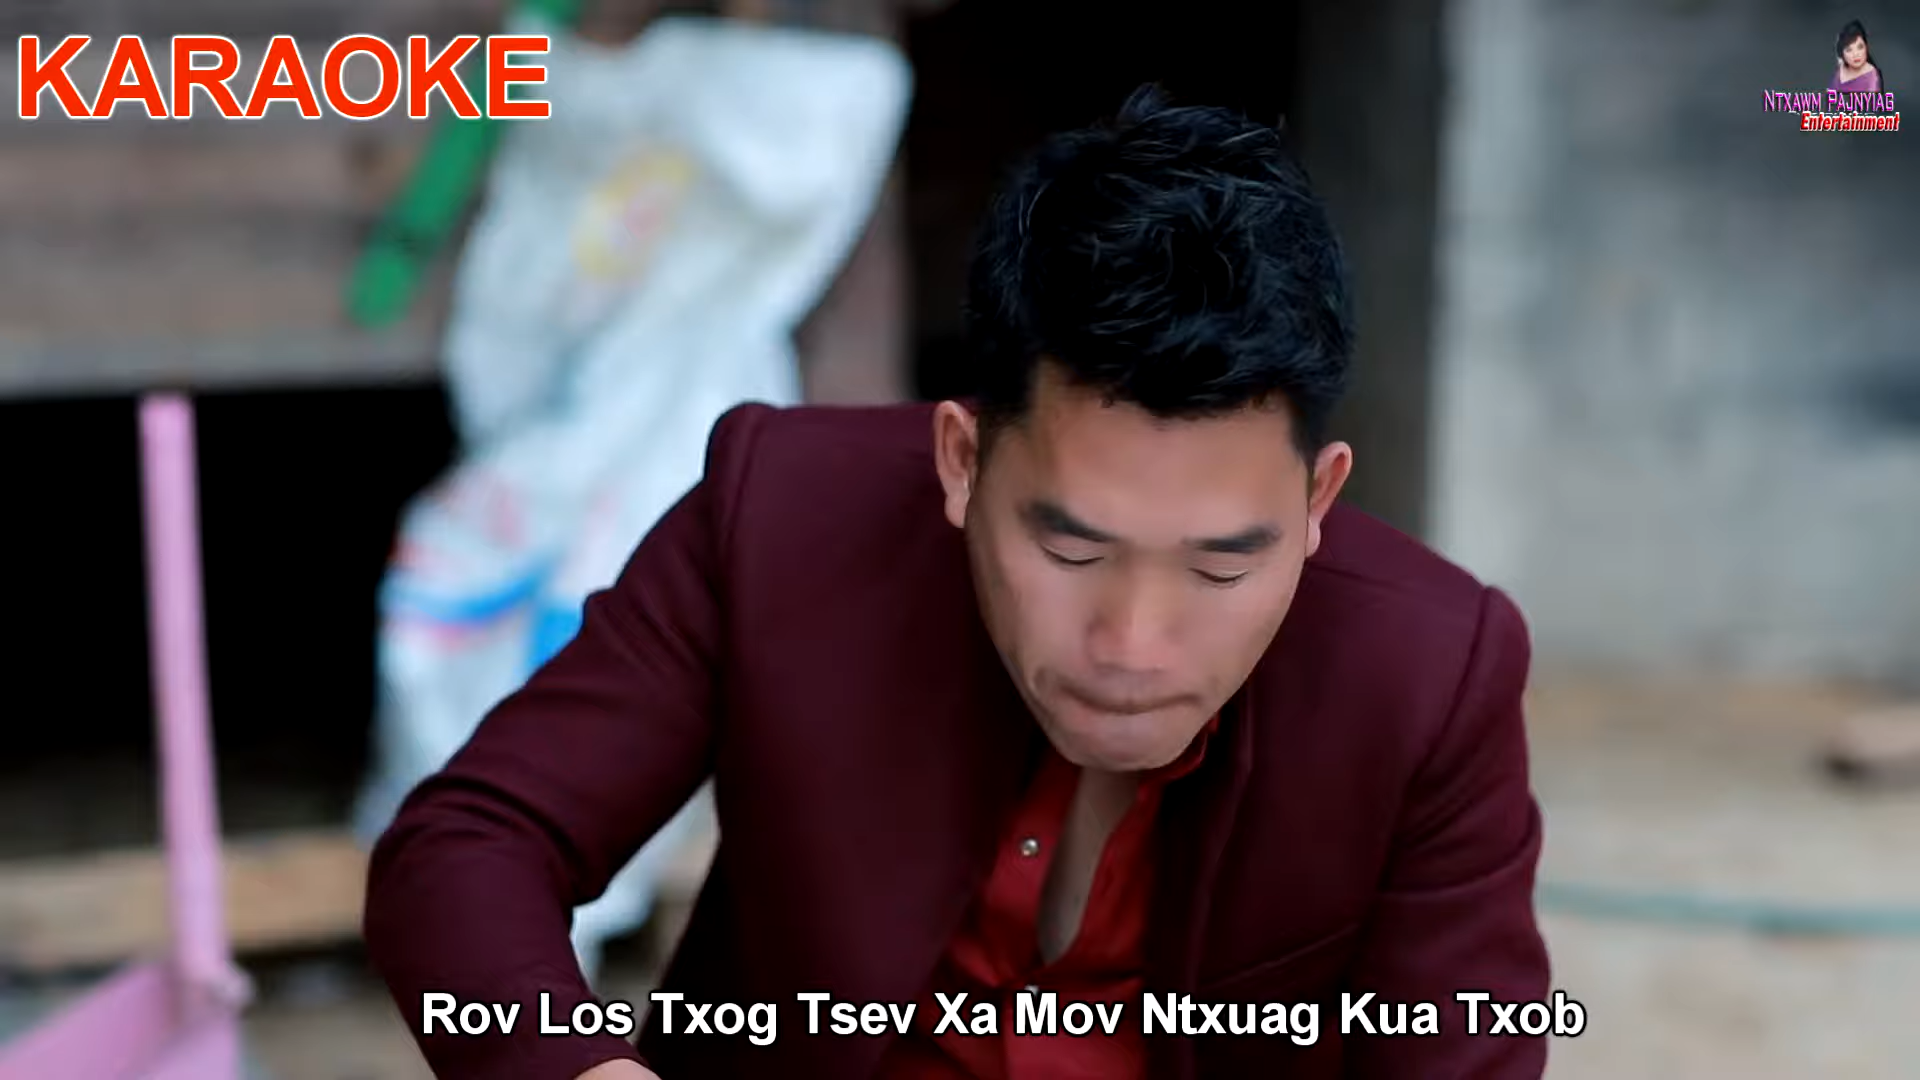 KARAOKE
NTXAWM PAJNYIAG
Entertainment
Rov Los Txog Tsev Xa Mov Ntxuag Kua Txob